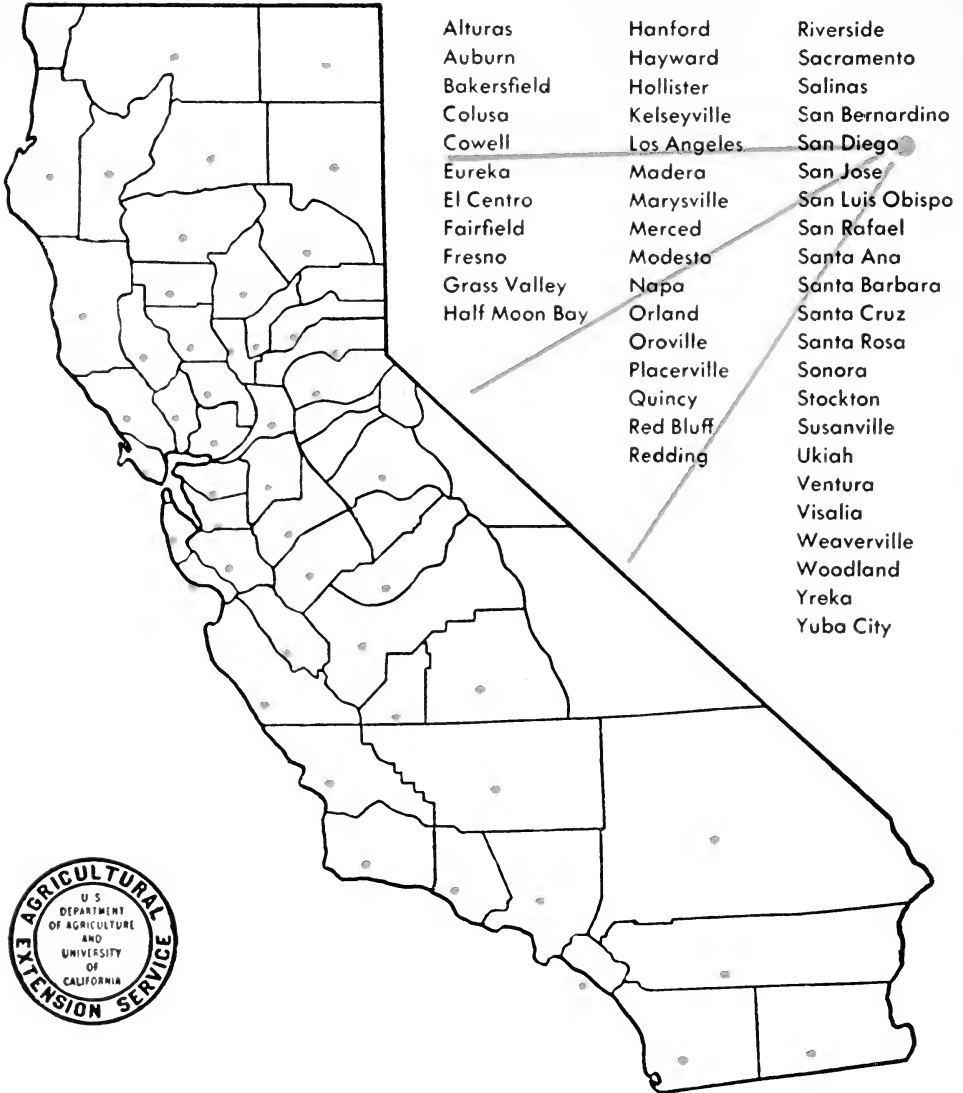 Alturas
Auburn
Bakersfield
Colusa
Cowell
Eureka
El Centro
Fairfield
Fresno
Grass Valley
Half Moon Bay
Hanford
Hayward
Hollister
Kelseyville
Los Angeles
Madera
Marysville
Merced
Modesto
Napa
Orland
Oroville
Placerville
Quincy
Red Bluff
Redding
Riverside
Sacramento
Salinas
San Bernardino
San Diego
San Jose
San Luis Obispo
San Rafael
Santa Ana
Santa Barbara
Santa Cruz
Santa Rosa
Sonora
Stockton
Susanville
Ukiah
Ventura
Visalia
Weaverville
Woodland
Yreka
Yuba City
AGRICULTURAL
EXTENSION SERVICE
U S
DEPARTMENT
OF AGRICULTURE
AND
UNIVERSITY
OF
CALIFORNIA